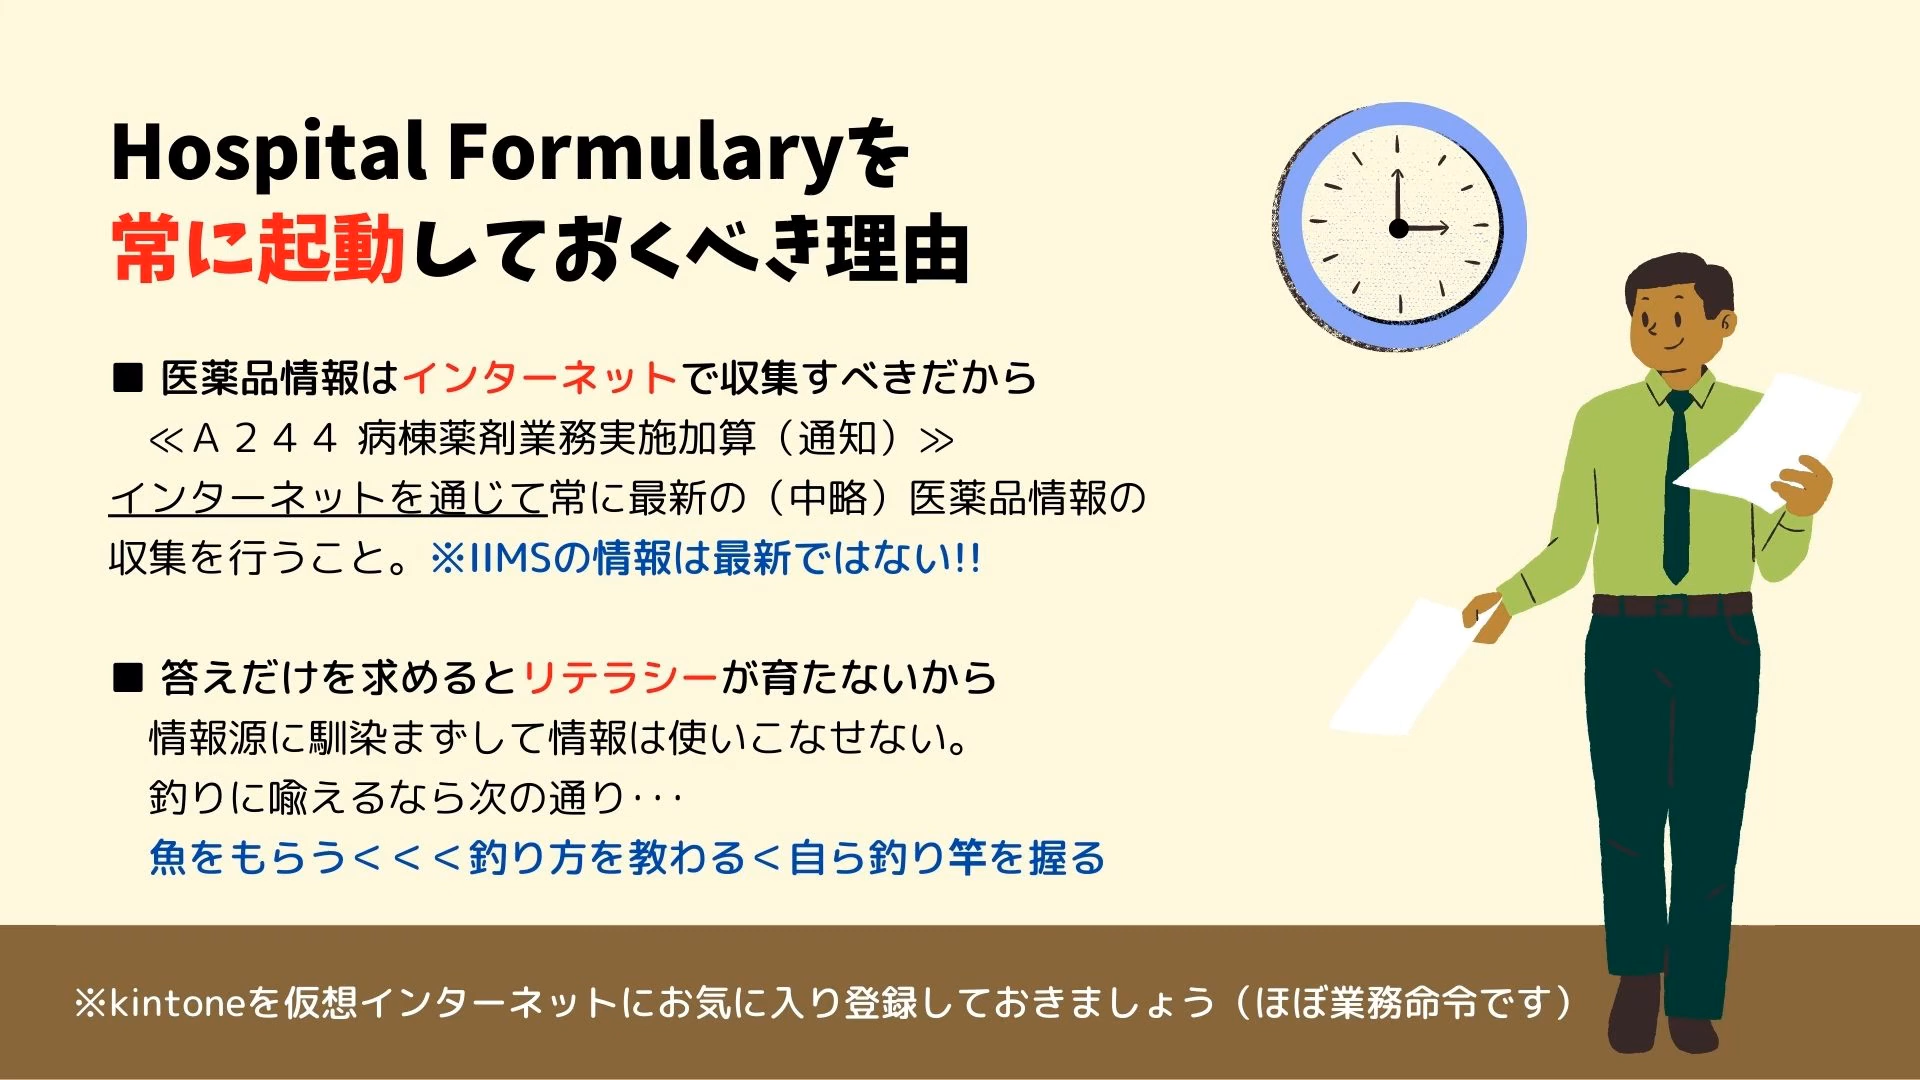 Hospital Formularyを
常に起動しておくべき理由
■ 医薬品情報はインターネットで収集すべきだから
≪Ａ２４４ 病棟薬剤業務実施加算（通知）≫
インターネットを通じて常に最新の（中略）医薬品情報の
収集を行うこと。※IIMSの情報は最新ではない!!
■ 答えだけを求めるとリテラシーが育たないから
情報源に馴染まずして情報は使いこなせない。
釣りに喩えるなら次の通り･･･
魚をもらう＜＜＜釣り方を教わる＜自ら釣り竿を握る
※kintoneを仮想インターネットにお気に入り登録しておきましょう（ほぼ業務命令です）